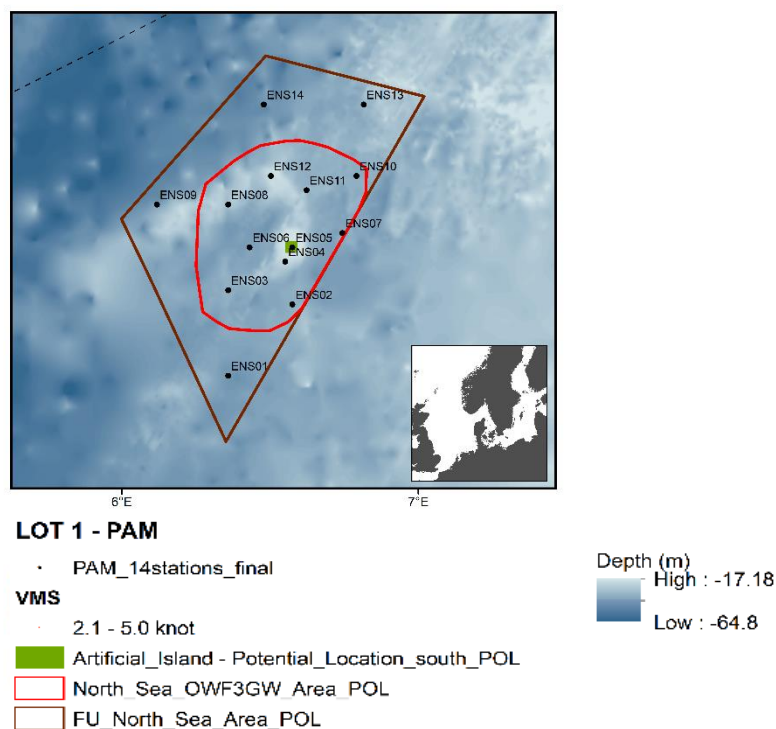 ENS14
ENS13
ENS12
ENS10
ENS11
ENS09
ENS08
ENS07
ENS06
ENS05
ENS04
ENS03
ENS02
ENS01
6°E
7°E
LOT 1 - PAM
PAM_14stations_final
VMS
2.1 - 5.0 knot
Artificial_Island - Potential_Location_south_POL
North_Sea_OWF3GW_Area_POL
FU_North_Sea_Area_POL
Depth (m)
High : -17.18
Low : -64.8